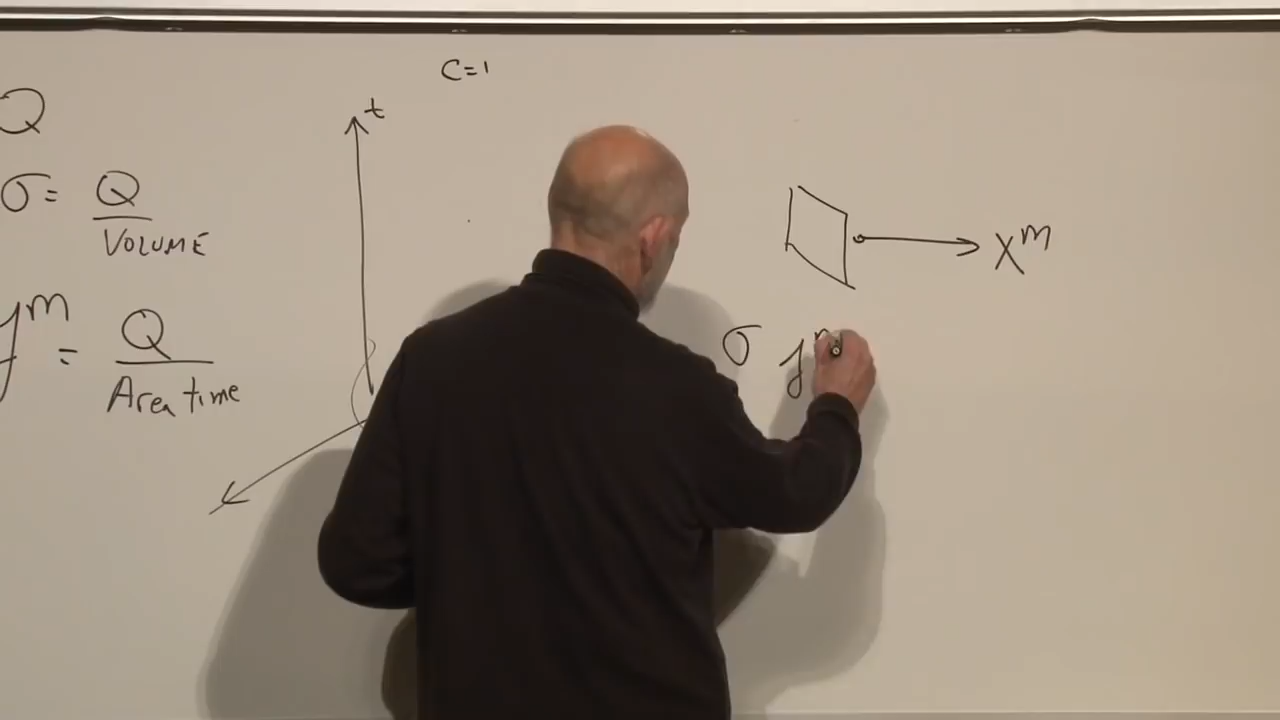 C=1
t
Q
σ= Q
VOLUME
j^m = Q
Area time
X^m
σ j^m